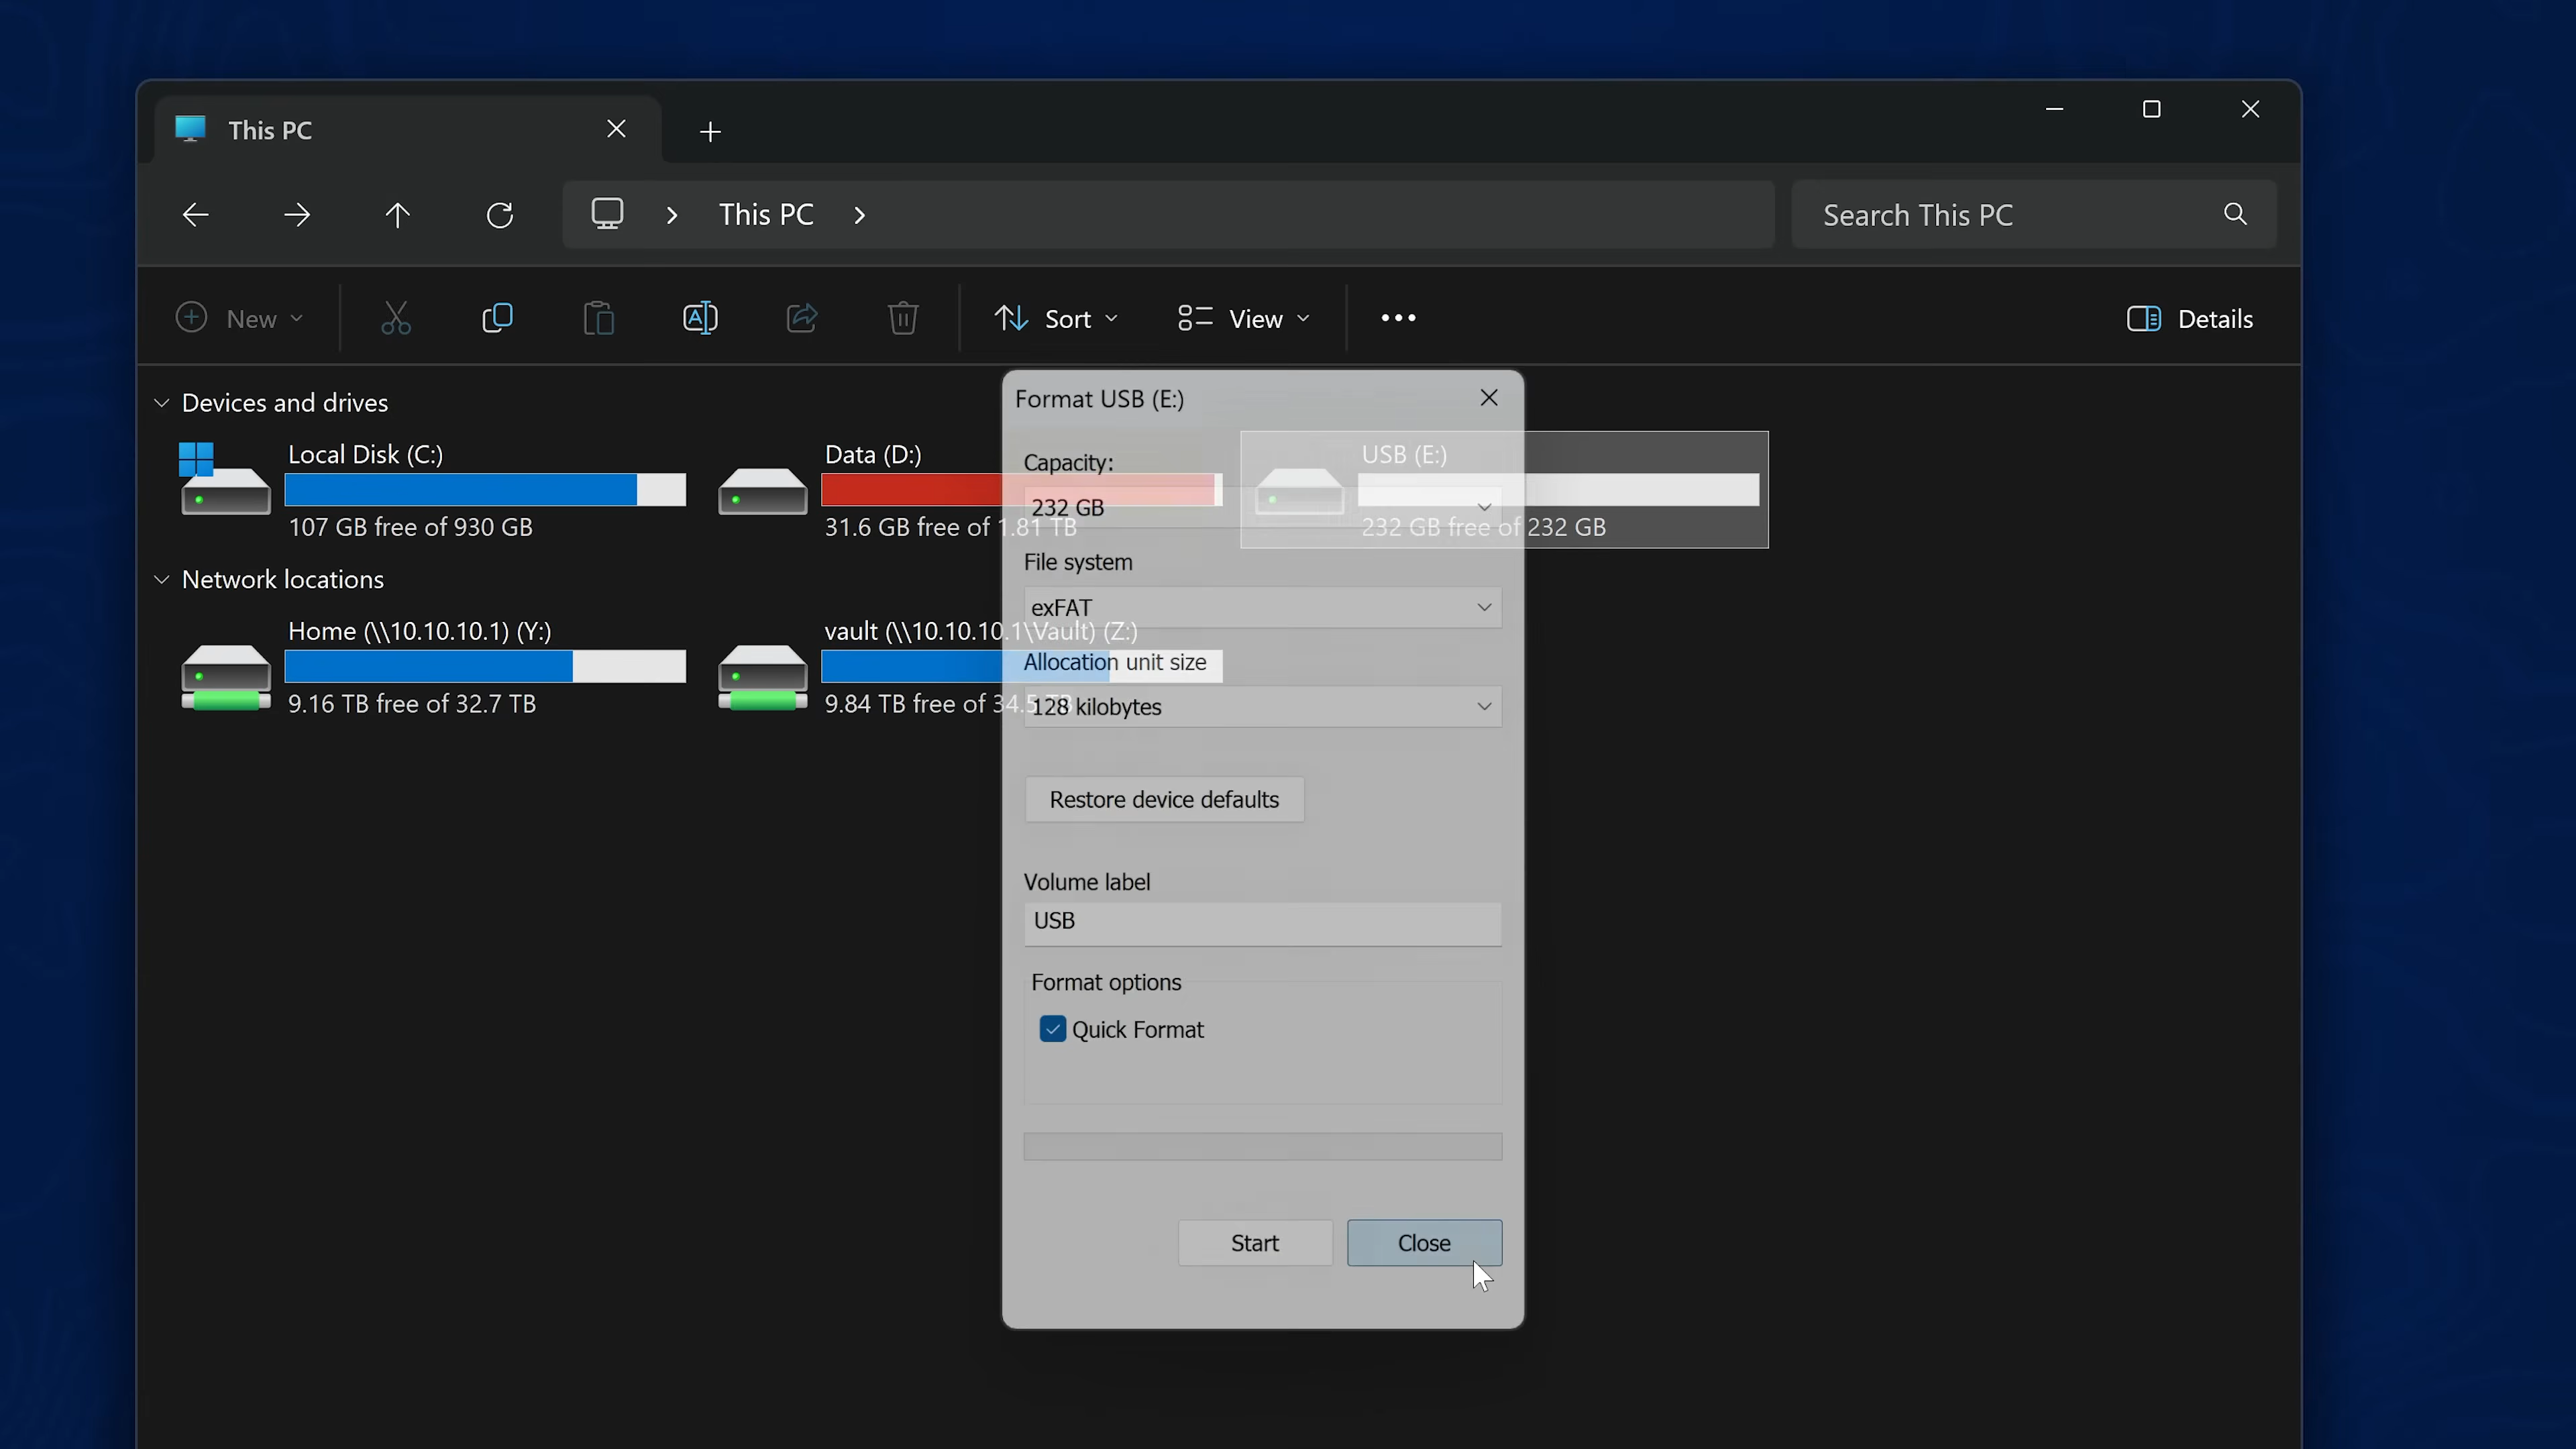 This PC
This PC
Search This PC
New
Sort
View
Details
Devices and drives
Local Disk (C:)
107 GB free of 930 GB
Data (D:)
31.6 GB free of 1.81 TB
USB (E:)
232 GB free of 232 GB
Network locations
Home (\\10.10.10.1) (Y:)
9.16 TB free of 32.7 TB
vault (\\10.10.10.1\Vault) (Z:)
9.84 TB free of 34.5 TB
Format USB (E:)
Capacity:
232 GB
File system
exFAT
Allocation unit size
128 kilobytes
Restore device defaults
Volume label
USB
Format options
Quick Format
Start
Close